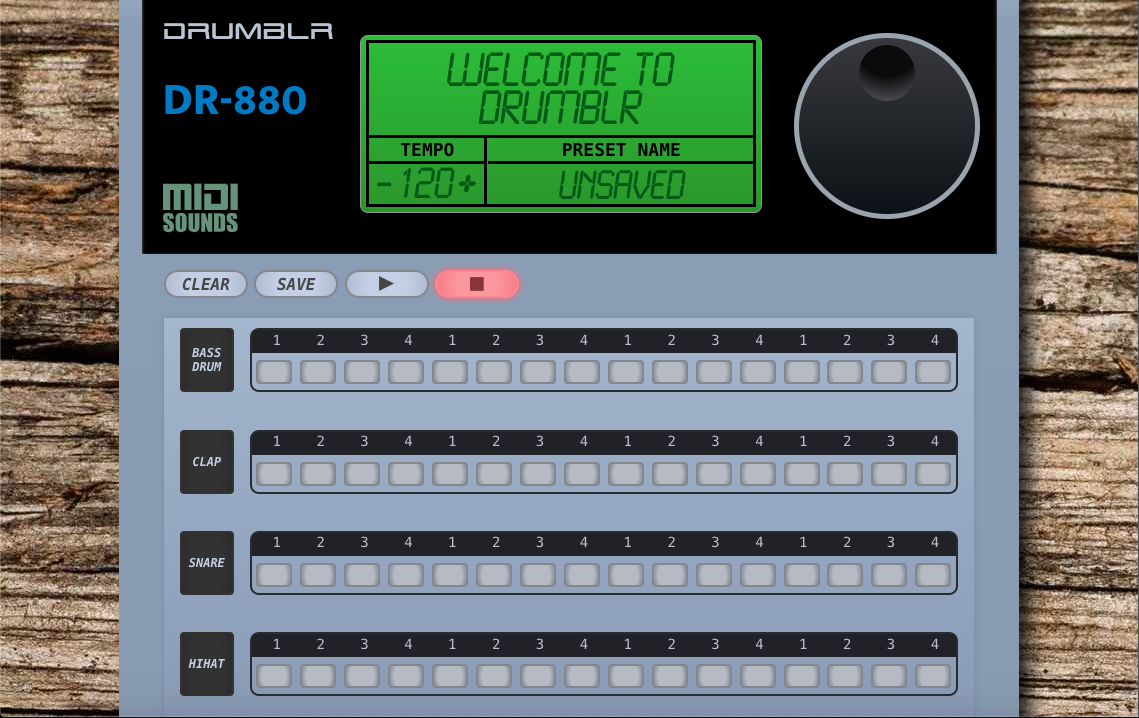 DRUMBLR
DR-880
MIDI
SOUNDS
WELCOME TO
DRUMBLR
TEMPO
PRESET NAME
-120+
UNSAVED
CLEAR
SAVE
BASS
DRUM
1 2 3 4 1 2 3 4 1 2 3 4 1 2 3 4
CLAP
1 2 3 4 1 2 3 4 1 2 3 4 1 2 3 4
SNARE
1 2 3 4 1 2 3 4 1 2 3 4 1 2 3 4
HIHAT
1 2 3 4 1 2 3 4 1 2 3 4 1 2 3 4